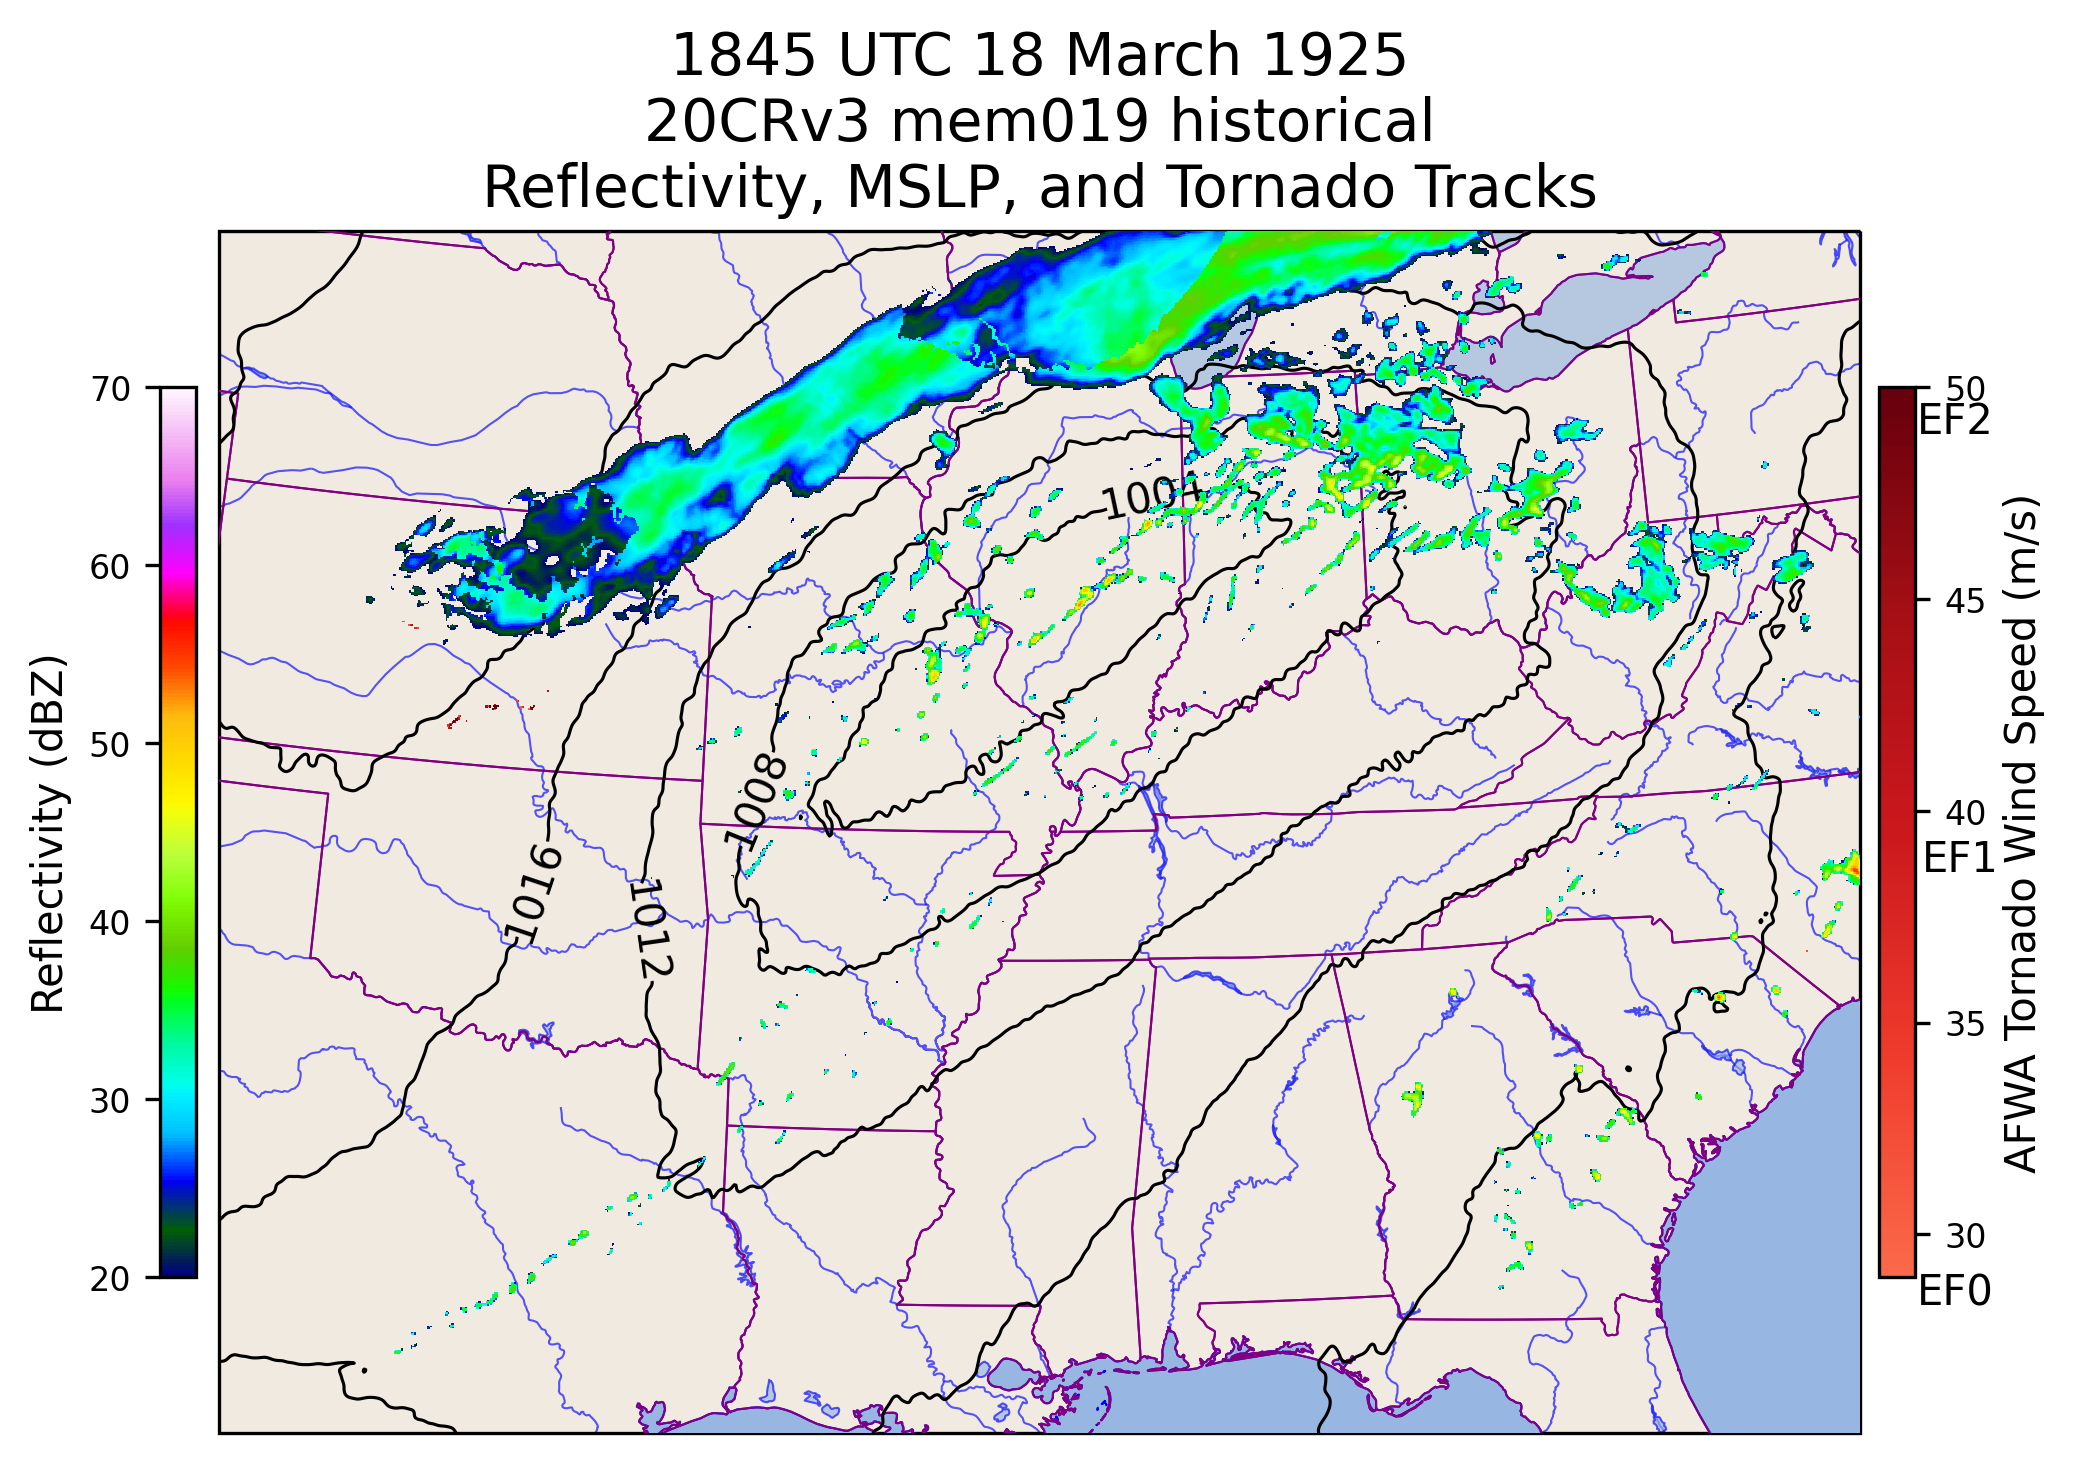 1845 UTC 18 March 1925
20CRv3 mem019 historical
Reflectivity, MSLP, and Tornado Tracks
70
60
50
40
30
20
Reflectivity (dBZ)
1004
1008
1016
1012
50
EF2
45
40
EF1
35
30
EF0
AFWA Tornado Wind Speed (m/s)